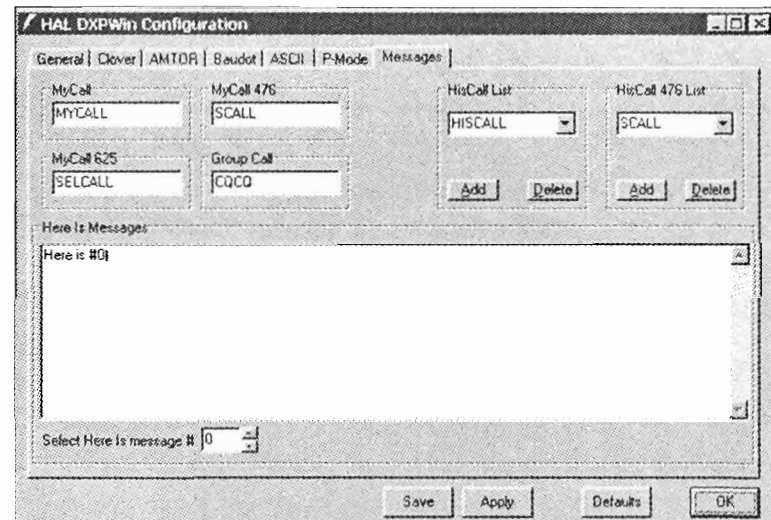 HAL DXPWin Configuration
General Clover AMTOR Baudot ASCII P-Mode Messages
MyCall MyCall 476 HisCall List HisCall 476 List
MYCALL SCALL HISCALL SCALL
MyCall 625 Group Call
SELCALL CQCQ Add Delete Add Delete
Here Is Messages
Here is #0
Select Here Is message # 0
Save Apply Defaults OK